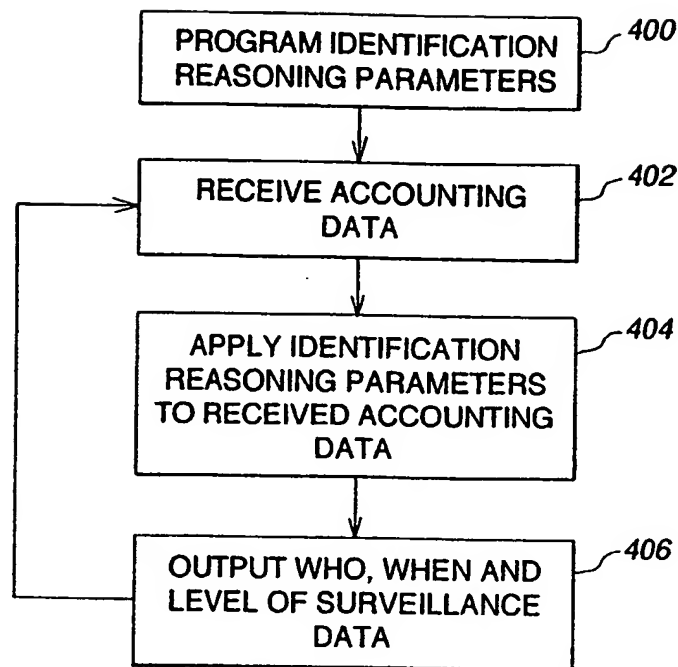 PROGRAM IDENTIFICATION
REASONING PARAMETERS
400
RECEIVE ACCOUNTING
DATA
402
APPLY IDENTIFICATION
REASONING PARAMETERS
TO RECEIVED ACCOUNTING
DATA
404
OUTPUT WHO, WHEN AND
LEVEL OF SURVEILLANCE
DATA
406